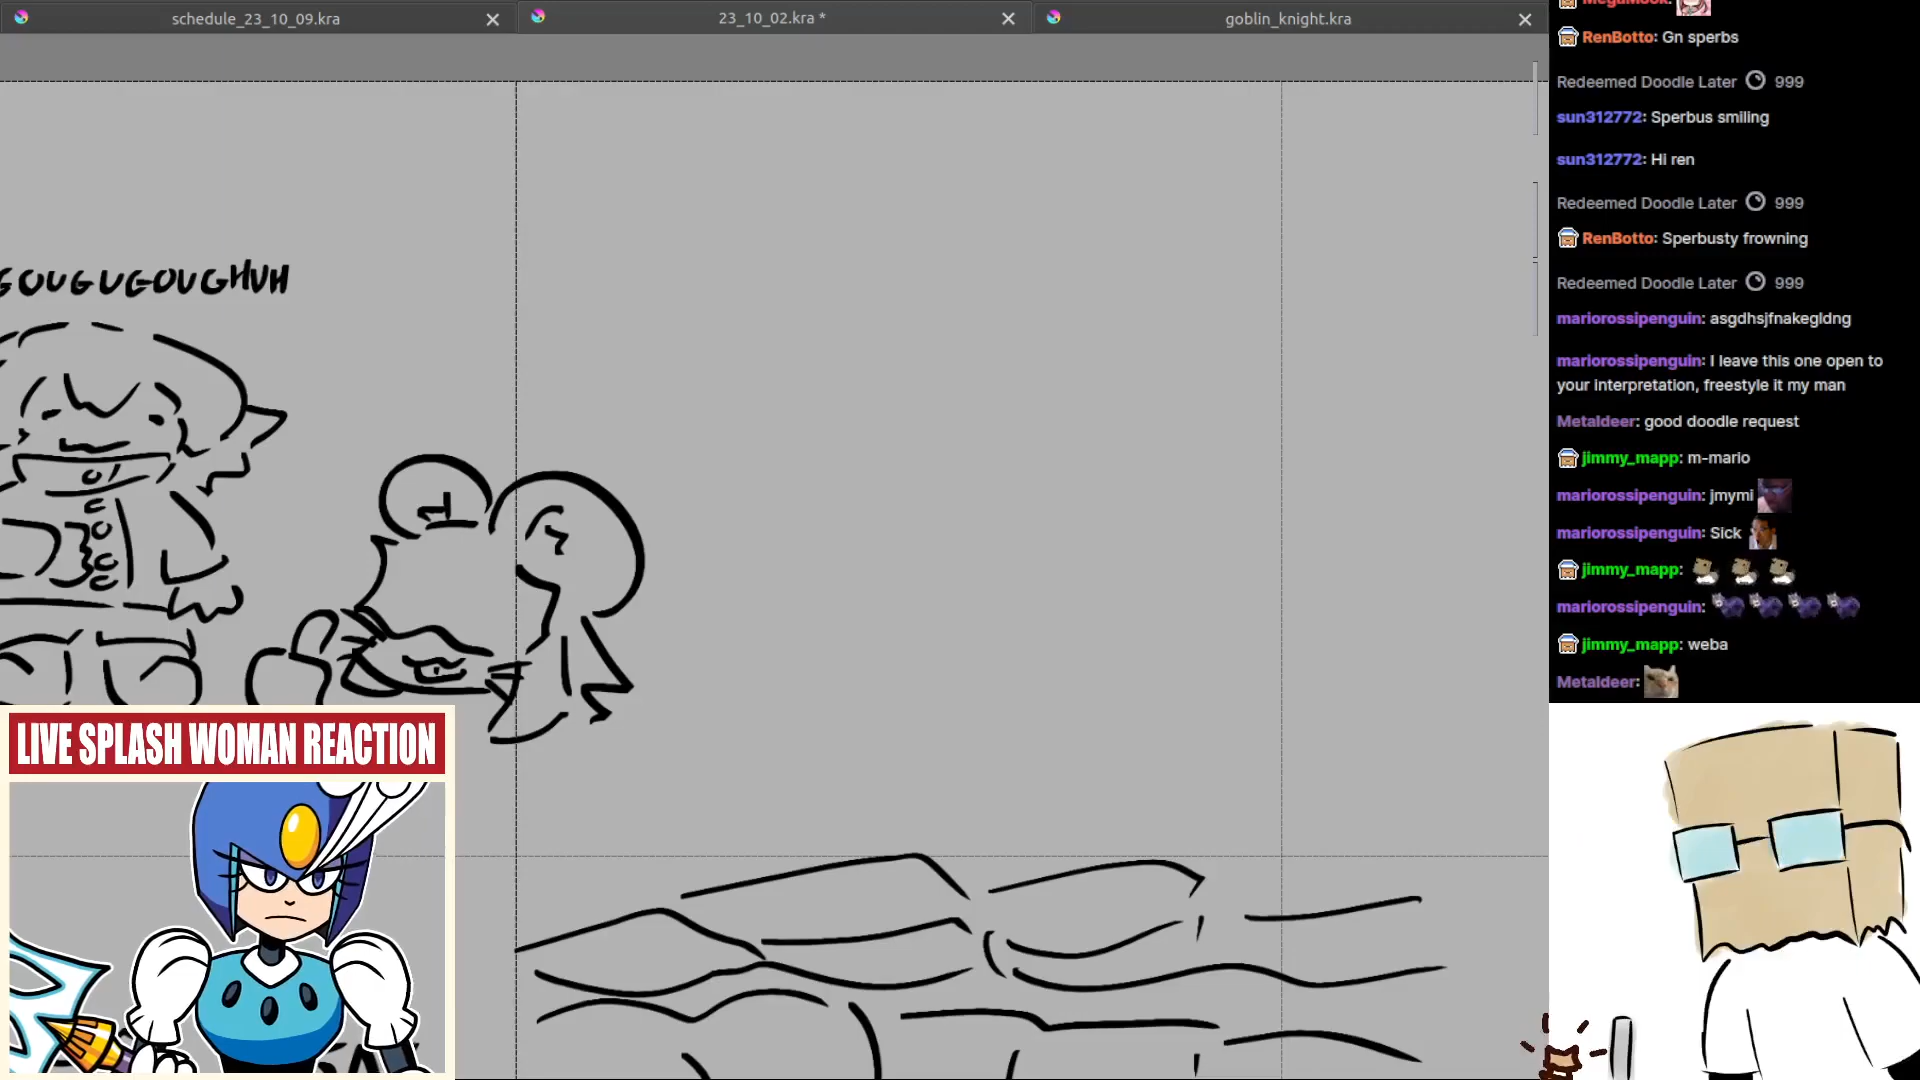 schedule_23_10_09.kra
23_10_02.kra *
goblin_knight.kra
GOUGUGOUGHUH
LIVE SPLASH WOMAN REACTION
RenBotto: Gn sperbs
Redeemed Doodle Later 999
sun312772: Sperbus smiling
sun312772: Hi ren
Redeemed Doodle Later 999
RenBotto: Sperbusty frowning
Redeemed Doodle Later 999
mariorossipenguin: asgdhsjfnakegldng
mariorossipenguin: I leave this one open to
your interpretation, freestyle it my man
Metaldeer: good doodle request
jimmy_mapp: m-mario
mariorossipenguin: jmymi
mariorossipenguin: Sick
jimmy_mapp:
mariorossipenguin:
jimmy_mapp: weba
Metaldeer: